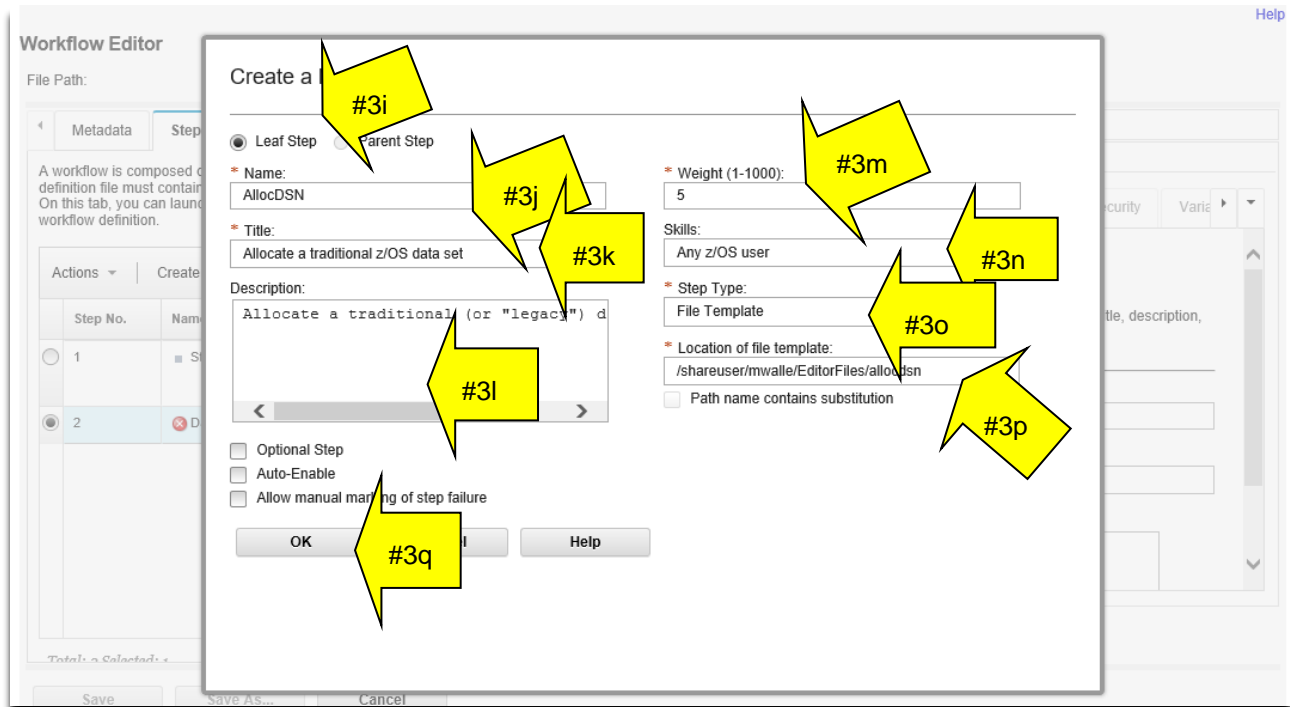 Help
Workflow Editor
File Path:
Metadata
Step
A workflow is composed
definition file must contain
On this tab, you can
workflow definition.
Actions
Create
Step No.
Name
1
2
Total: 2 Selected: 1
Save
Save As...
Cancel
Create a
#3i
Leaf Step
Parent Step
* Name:
AllocDSN
#3j
* Title:
Allocate a traditional z/OS data set
#3k
Description:
Allocate a traditional (or "legacy") d
#3l
Optional Step
Auto-Enable
Allow manual marking of step failure
OK
#3q
Help
* Weight (1-1000):
5
#3m
Skills:
Any z/OS user
#3n
* Step Type:
File Template
#3o
* Location of file template:
/shareuser/mwalle/EditorFiles/allocdsn
Path name contains substitution
#3p
description,